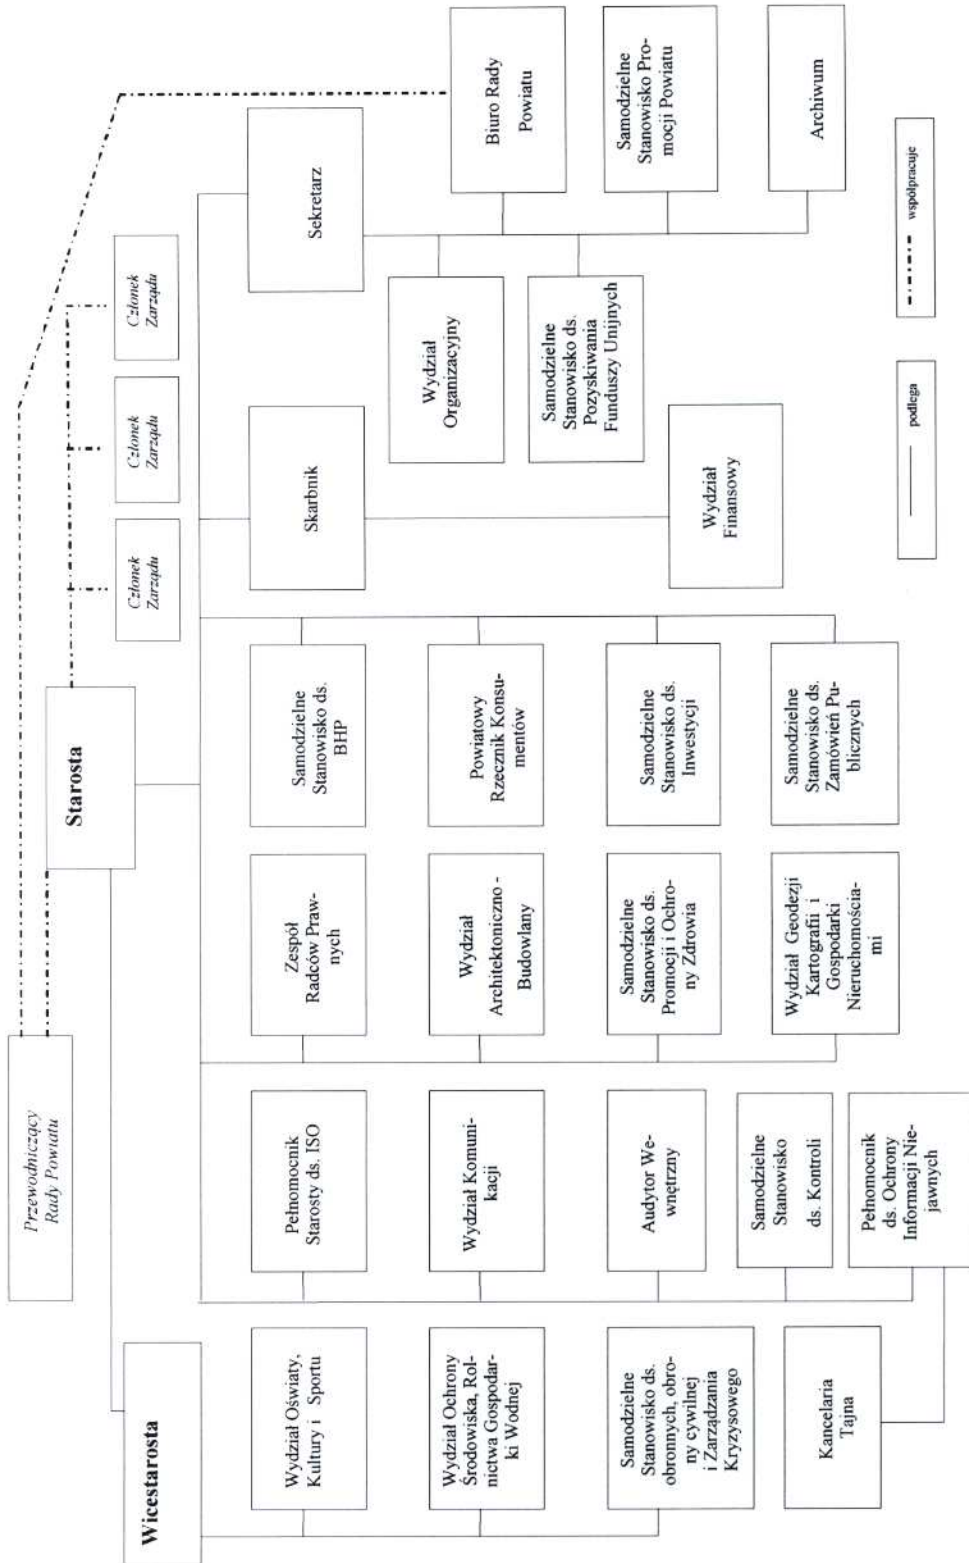 Przewodniczący
Rady Powiatu
Starosta
Wicestarosta
Członek
Zarządu
Członek
Zarządu
Członek
Zarządu
Wydział Oświaty,
Kultury i Sportu
Wydział Ochrony
Środowiska, Rol-
nictwa Gospodar-
ki Wodnej
Samodzielne
Stanowisko ds.
obronnych, obro-
ny cywilnej
i Zarządzania
Kryzysowego
Kancelaria
Tajna
Pełnomocnik
Starosty ds. ISO
Wydział Komuni-
kacji
Audytor We-
wnętrzny
Samodzielne
Stanowisko
ds. Kontroli
Pełnomocnik
ds. Ochrony
Informacji Nie-
jawnych
Zespół
Radców Praw-
nych
Wydział
Architektoniczno -
Budowlany
Samodzielne
Stanowisko ds.
Promocji i Ochro-
ny Zdrowia
Wydział Geodezji
Kartografii i
Gospodarki
Nieruchomościa-
mi
Samodzielne
Stanowisko ds.
BHP
Powiatowy
Rzecznik Konsu-
mentów
Samodzielne
Stanowisko ds.
Inwestycji
Samodzielne
Stanowisko ds.
Zamówień Pu-
blicznych
Skarbnik
Wydział
Finansowy
Sekretarz
Wydział
Organizacyjny
Samodzielne
Stanowisko ds.
Pozyskiwania
Funduszy Unijnych
Biuro Rady
Powiatu
Samodzielne
Stanowisko Pro-
mocji Powiatu
Archiwum
podlega
współpracuje